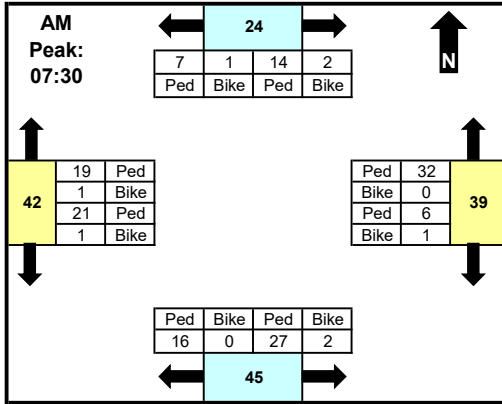 AM
Peak:
07:30
24
7 1 14 2
Ped Bike Ped Bike
N
42
19 Ped
1 Bike
21 Ped
1 Bike
Ped 32
Bike 0
Ped 6
Bike 1
39
Ped Bike Ped Bike
16 0 27 2
45